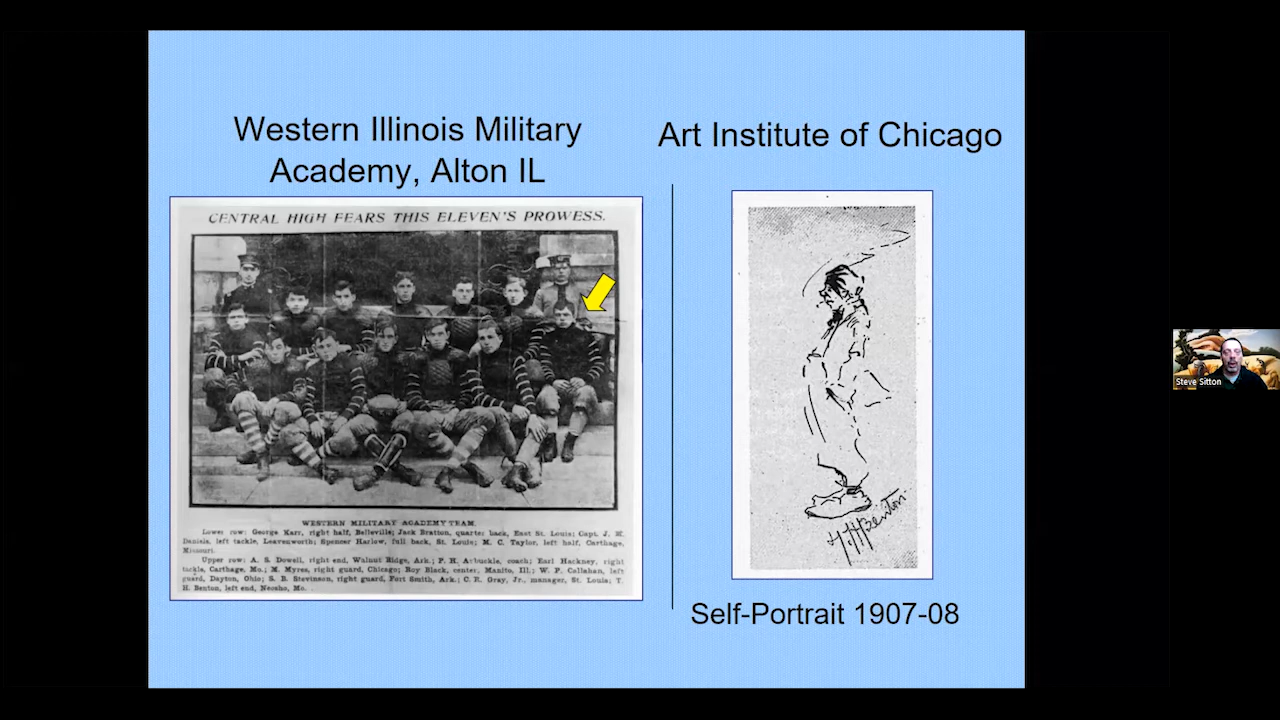 Western Illinois Military
Academy, Alton IL
CENTRAL HIGH FEARS THIS ELEVEN'S PROWESS.
WESTERN MILITARY ACADEMY TEAM.
Lower row: George Karr, right half, Belleville; Jack Bratton, quarter back, East St. Louis; Capt. J. M.
Daniels, left tackle, Leavenworth; Spencer Harlow, full back, St. Louis; M. C. Taylor, left half, Carthage,
Missouri.
Upper row: A. S. Dowell, right end, Walnut Ridge, Ark.; P. H. Arbuckle, coach; Earl Hackney, right
tackle, Carthage, Mo.; M. Myres, right guard, Chicago; Roy Black, center, Manito, Ill.; W. P. Callahan, left
guard, Dayton, Ohio; S. B. Stevinson, right guard, Fort Smith, Ark.; C. R. Gray, Jr., manager, St. Louis; T.
H. Benton, left end, Neosho, Mo.
Art Institute of Chicago
T H Benton
Self-Portrait 1907-08
Steve Sitton